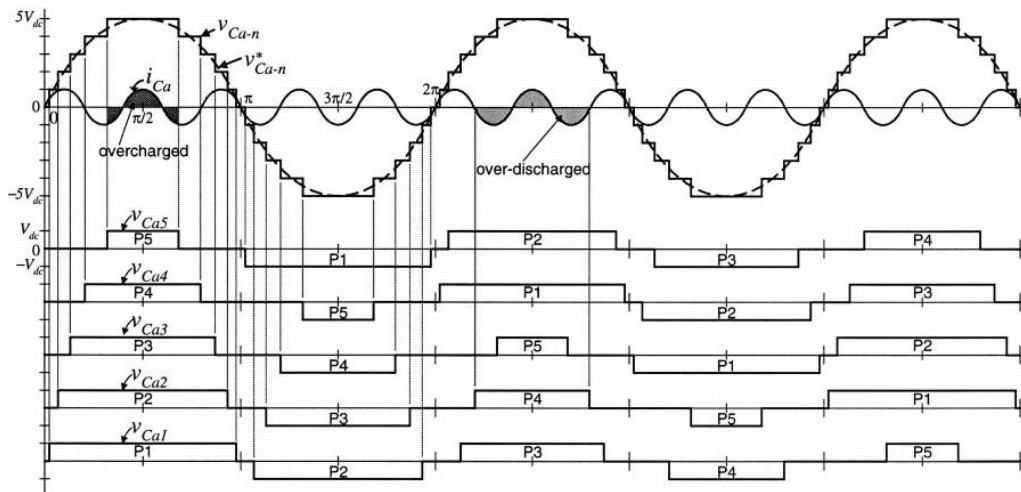 5V_dc
v_Ca-n
v*_Ca-n
i_Ca
0
0
π/2
π
3π/2
2π
overcharged
over-discharged
-5V_dc
V_dc
0
-V_dc
v_Ca5
P5
P1
P2
P3
P4
v_Ca4
P4
P5
P1
P2
P3
v_Ca3
P3
P4
P5
P1
P2
v_Ca2
P2
P3
P4
P5
P1
v_Ca1
P1
P2
P3
P4
P5